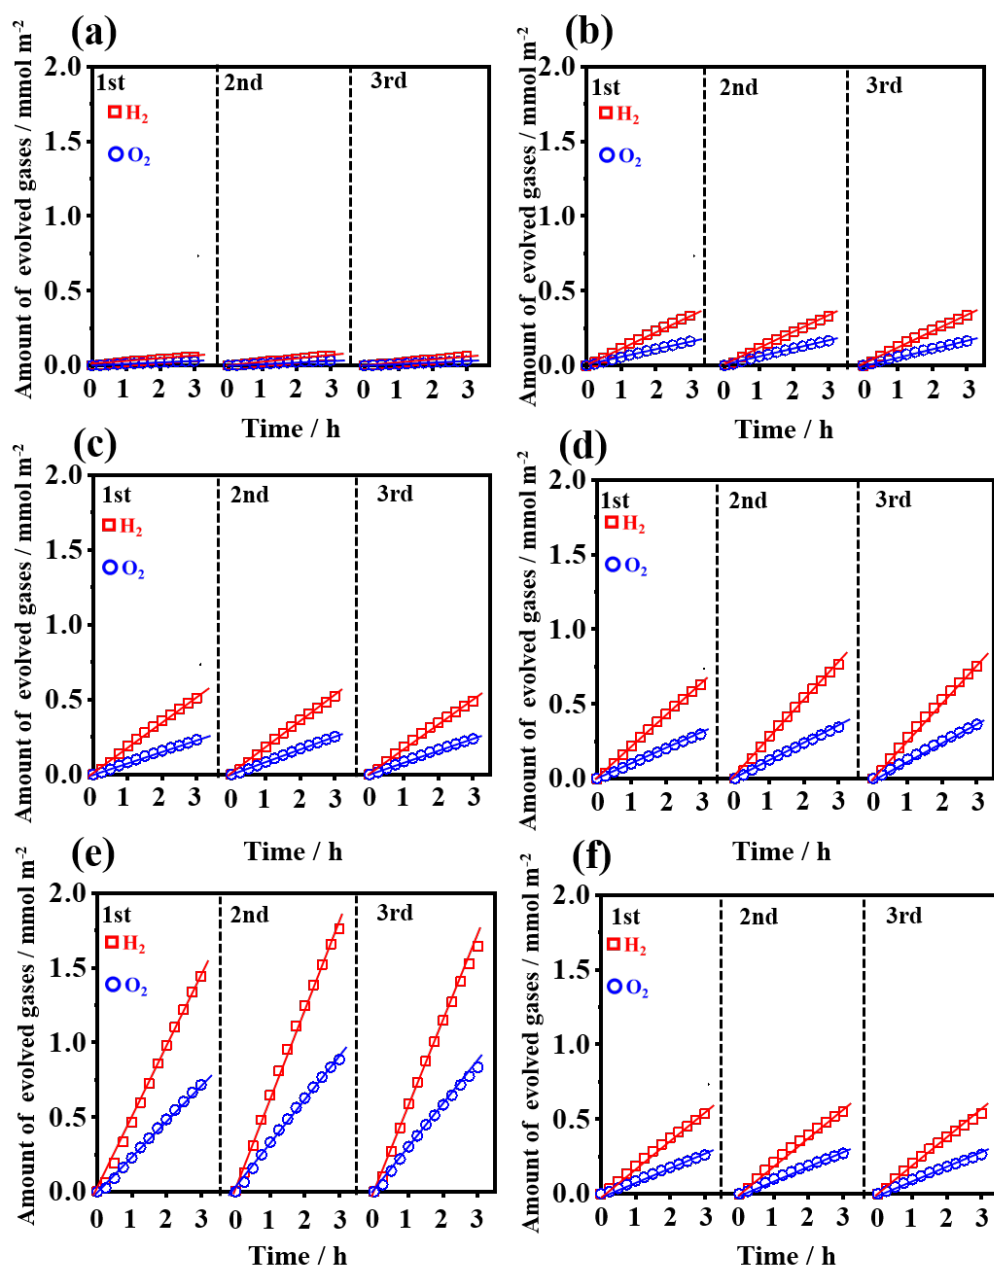 (a)
Amount of evolved gases / mmol m-2
2.0
1.5
1.0
0.5
0.0
1st 2nd 3rd
H2
O2
0 1 2 3 0 1 2 3 0 1 2 3
Time / h
(b)
Amount of evolved gases / mmol m-2
2.0
1.5
1.0
0.5
0.0
1st 2nd 3rd
H2
O2
0 1 2 3 0 1 2 3 0 1 2 3
Time / h
(c)
Amount of evolved gases / mmol m-2
2.0
1.5
1.0
0.5
0.0
1st 2nd 3rd
H2
O2
0 1 2 3 0 1 2 3 0 1 2 3
Time / h
(d)
Amount of evolved gases / mmol m-2
2.0
1.5
1.0
0.5
0.0
1st 2nd 3rd
H2
O2
0 1 2 3 0 1 2 3 0 1 2 3
Time / h
(e)
Amount of evolved gases / mmol m-2
2.0
1.5
1.0
0.5
0.0
1st 2nd 3rd
H2
O2
0 1 2 3 0 1 2 3 0 1 2 3
Time / h
(f)
Amount of evolved gases / mmol m-2
2.0
1.5
1.0
0.5
0.0
1st 2nd 3rd
H2
O2
0 1 2 3 0 1 2 3 0 1 2 3
Time / h